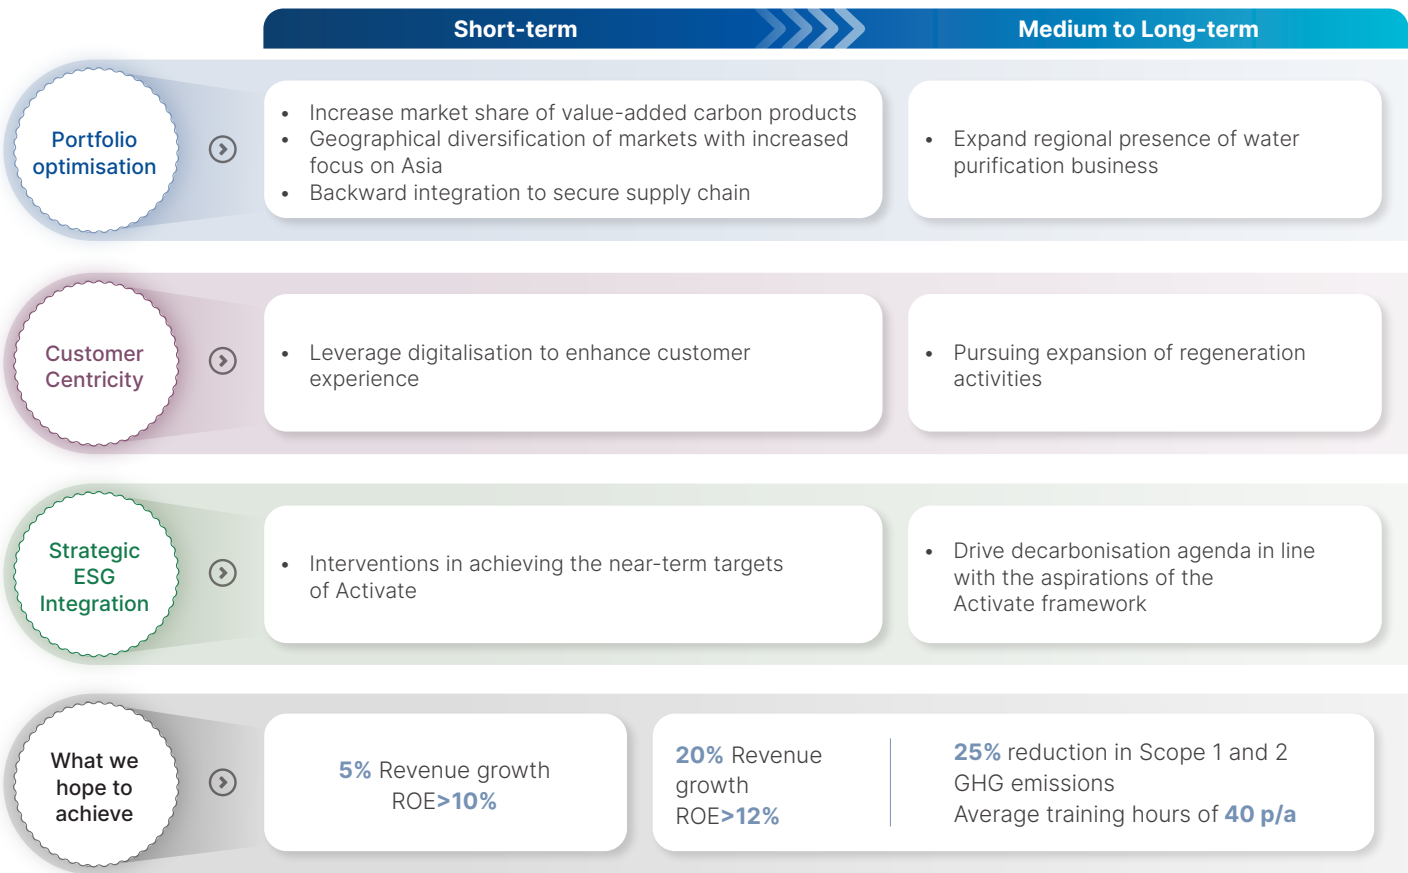 Short-term
Medium to Long-term
Portfolio
optimisation
• Increase market share of value-added carbon products
• Geographical diversification of markets with increased
focus on Asia
• Backward integration to secure supply chain
• Expand regional presence of water
purification business
Customer
Centricity
• Leverage digitalisation to enhance customer
experience
• Pursuing expansion of regeneration
activities
Strategic
ESG
Integration
• Interventions in achieving the near-term targets
of Activate
• Drive decarbonisation agenda in line
with the aspirations of the
Activate framework
What we
hope to
achieve
5% Revenue growth
ROE>10%
20% Revenue
growth
ROE>12%
25% reduction in Scope 1 and 2
GHG emissions
Average training hours of 40 p/a